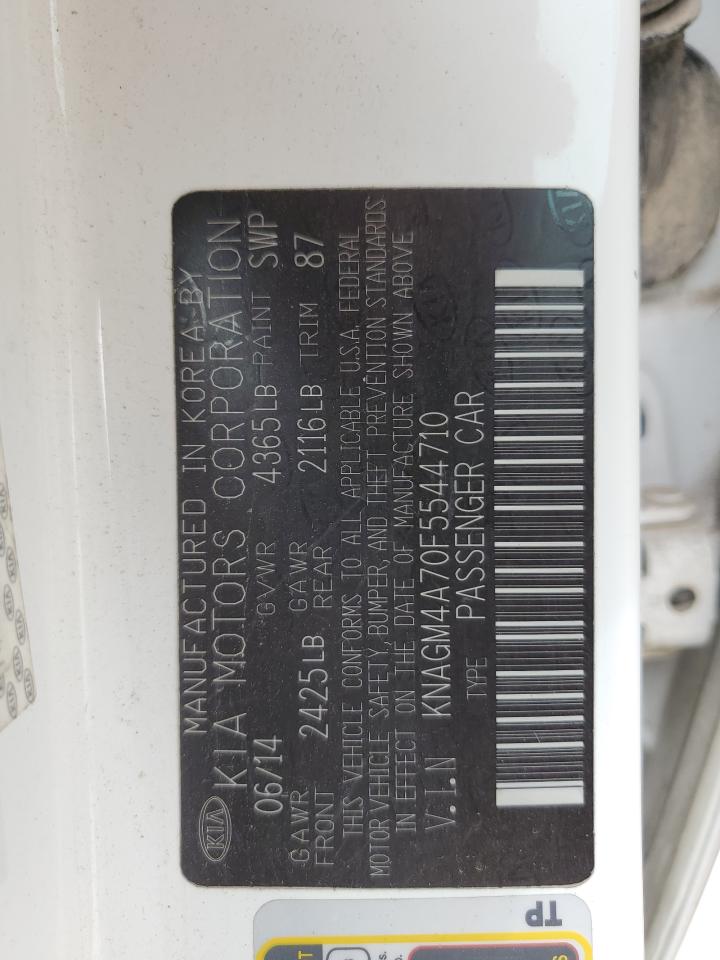 MANUFACTURED IN KOREA BY
KIA KIA MOTORS CORPORATION
06/14 GVWR 4365LB PAINT SWP
GAWR FRONT 2425LB GAWR REAR 2116LB TRIM 87
THIS VEHICLE CONFORMS TO ALL APPLICABLE U.S.A. FEDERAL
MOTOR VEHICLE SAFETY, BUMPER, AND THEFT PREVENTION STANDARDS
IN EFFECT ON THE DATE OF MANUFACTURE SHOWN ABOVE
V.I.N KNAGM4A70F5544710
TYPE PASSENGER CAR
TP